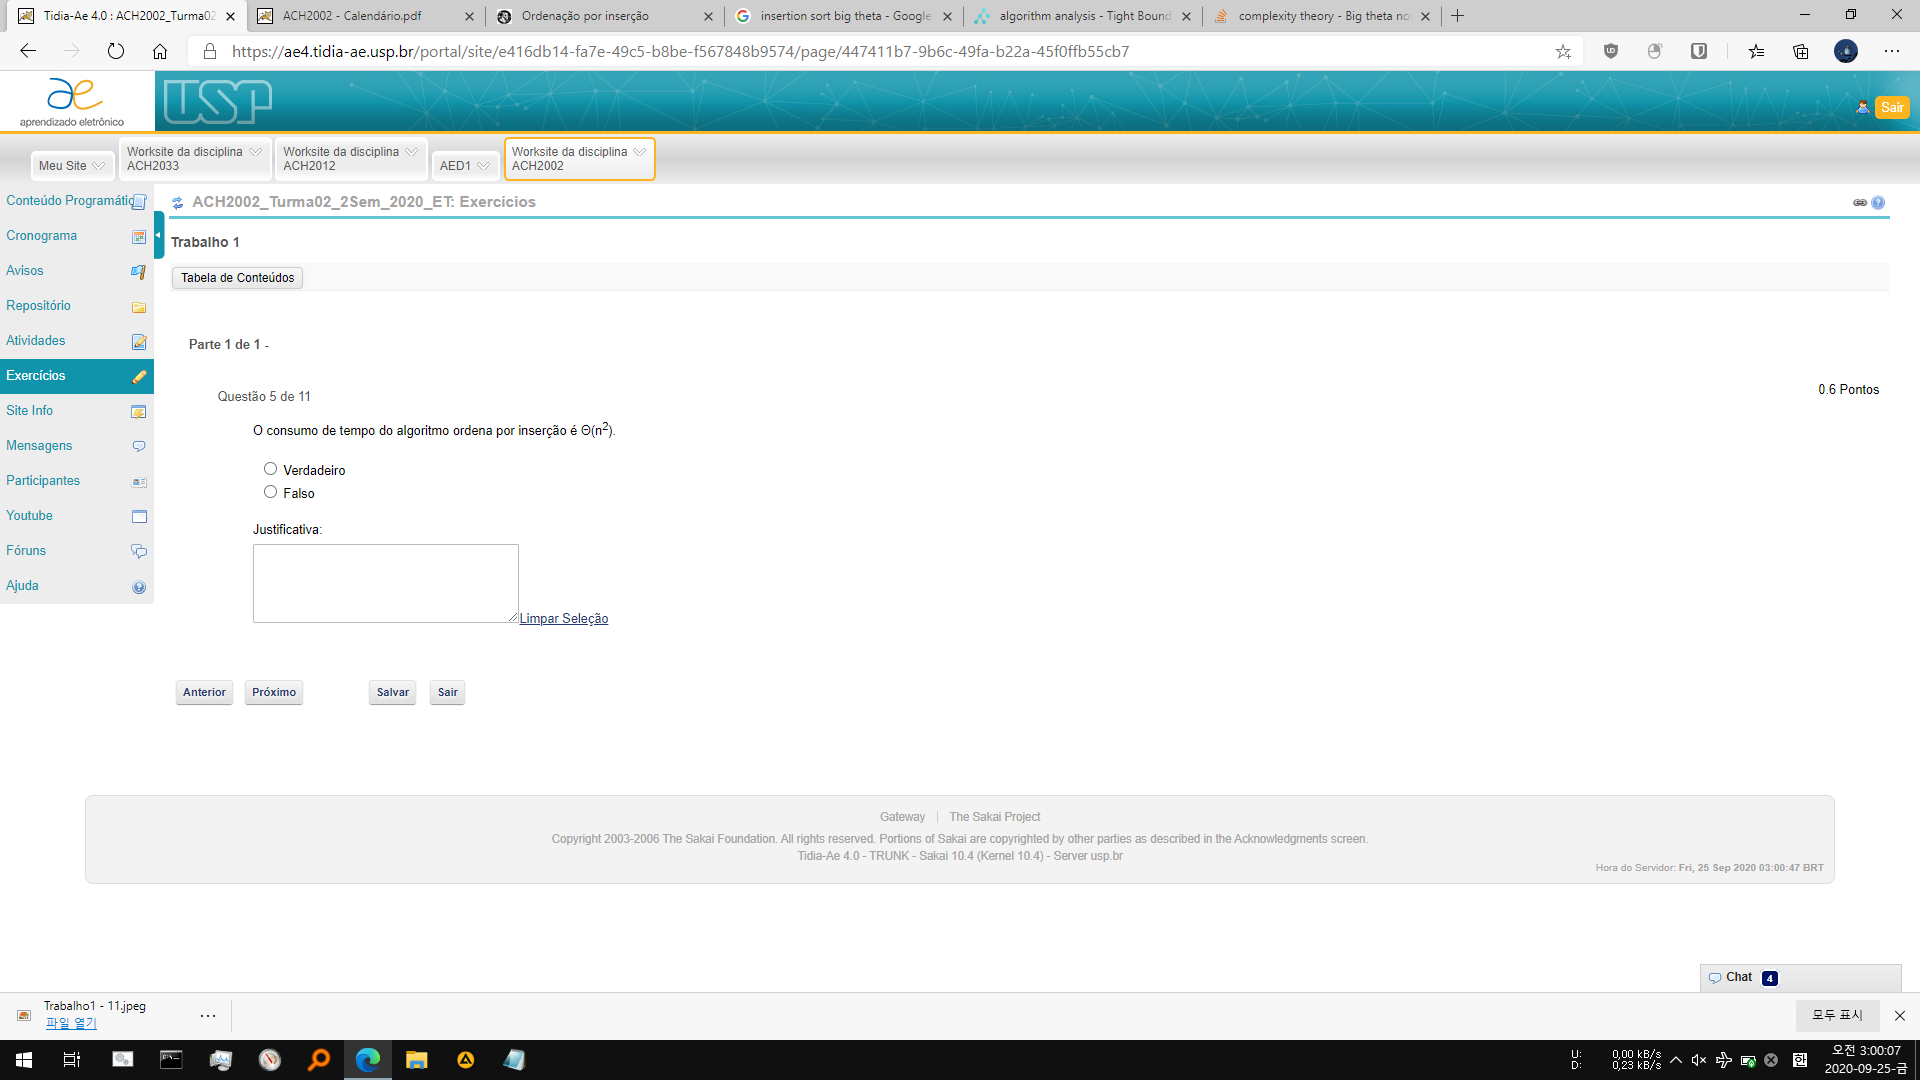 Tidia-Ae 4.0 : ACH2002_Turma02
ACH2002 - Calendário.pdf
Ordenação por inserção
insertion sort big theta - Google
algorithm analysis - Tight Bound
complexity theory - Big theta no
https://ae4.tidia-ae.usp.br/portal/site/e416db14-fa7e-49c5-b8be-f567848b9574/page/447411b7-9b6c-49fa-b22a-45f0ffb55cb7
ae
aprendizado eletrônico
USP
Sair
Meu Site
Worksite da disciplina
ACH2033
Worksite da disciplina
ACH2012
AED1
Worksite da disciplina
ACH2002
Conteúdo Programátic
Cronograma
Avisos
Repositório
Atividades
Exercícios
Site Info
Mensagens
Participantes
Youtube
Fóruns
Ajuda
ACH2002_Turma02_2Sem_2020_ET: Exercícios
Trabalho 1
Tabela de Conteúdos
Parte 1 de 1 -
Questão 5 de 11
0.6 Pontos
O consumo de tempo do algoritmo ordena por inserção é Θ(n²).
Verdadeiro
Falso
Justificativa:
Limpar Seleção
Anterior
Próximo
Salvar
Sair
Gateway | The Sakai Project
Copyright 2003-2006 The Sakai Foundation. All rights reserved. Portions of Sakai are copyrighted by other parties as described in the Acknowledgments screen.
Tidia-Ae 4.0 - TRUNK - Sakai 10.4 (Kernel 10.4) - Server usp.br
Hora do Servidor: Fri, 25 Sep 2020 03:00:47 BRT
Chat 4
Trabalho1 - 11.jpeg
파일 열기
모두 표시
U: 0,00 kB/s
D: 0,23 kB/s
한
오전 3:00:07
2020-09-25-금